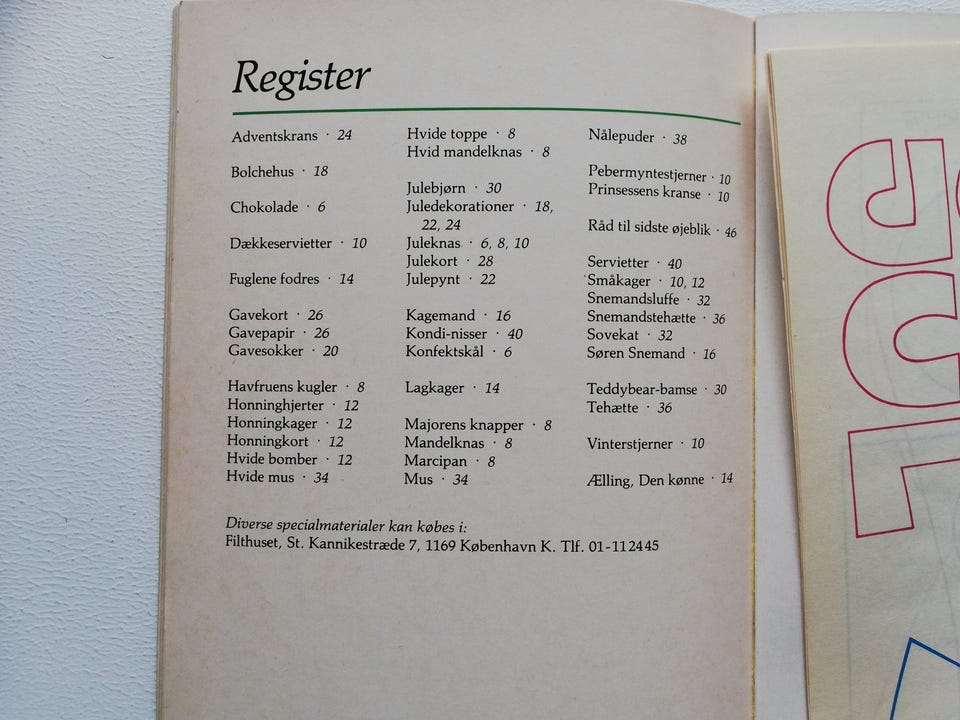 Register
Adventskrans · 24
Bolchehus · 18
Chokolade · 6
Dækkeservietter · 10
Fuglene fodres · 14
Gavekort · 26
Gavepapir · 26
Gavesokker · 20
Havfruens kugler · 8
Honninghjerter · 12
Honningkager · 12
Honningkort · 12
Hvide bomber · 12
Hvide mus · 34
Hvide toppe · 8
Hvid mandelknas · 8
Julebjørn · 30
Juledekorationer · 18,
22, 24
Juleknas · 6, 8, 10
Julekort · 28
Julepynt · 22
Kagemand · 16
Kondi-nisser · 40
Konfektskål · 6
Lagkager · 14
Majorens knapper · 8
Mandelknas · 8
Marcipan · 8
Mus · 34
Nålepuder · 38
Pebermyntestjerner · 10
Prinsessens kranse · 10
Råd til sidste øjeblik · 46
Servietter · 40
Småkager · 10, 12
Snemandsluffe · 32
Snemandstehætte · 36
Sovekat · 32
Søren Snemand · 16
Teddybear-bamse · 30
Tehætte · 36
Vinterstjerner · 10
Ælling, Den kønne · 14
Diverse specialmaterialer kan købes i:
Filthuset, St. Kannikestræde 7, 1169 København K. Tlf. 01-112445